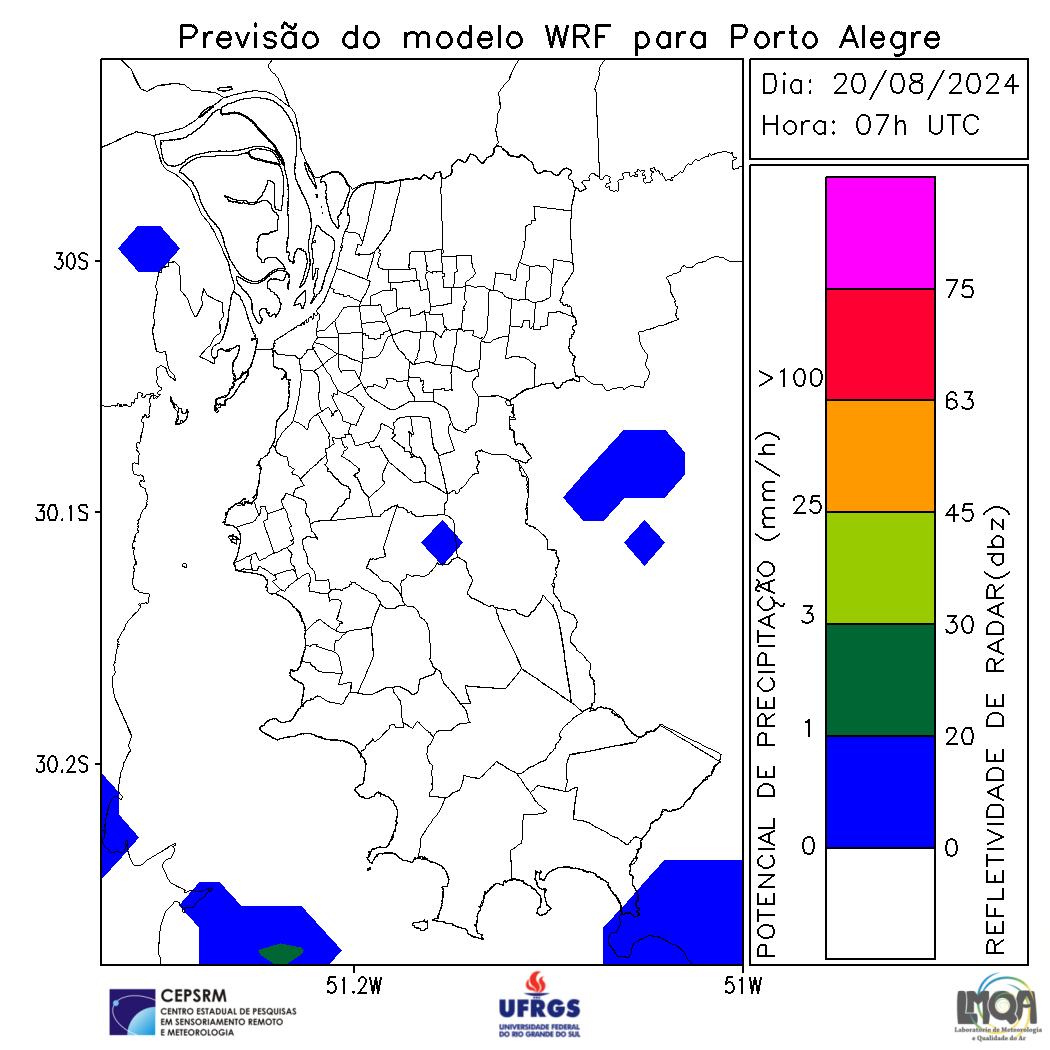 Previsão do modelo WRF para Porto Alegre
Dia: 20/08/2024
Hora: 07h UTC
30S
30.1S
30.2S
51.2W
51W
POTENCIAL DE PRECIPITAÇÃO (mm/h)
>100
25
3
1
0
75
63
45
30
20
0
REFLETIVIDADE DE RADAR(dbz)
CEPSRM
CENTRO ESTADUAL DE PESQUISAS
EM SENSORIAMENTO REMOTO
E METEOROLOGIA
UFRGS
UNIVERSIDADE FEDERAL
DO RIO GRANDE DO SUL
LMQA
Laboratório de Meteorologia
e Qualidade do Ar